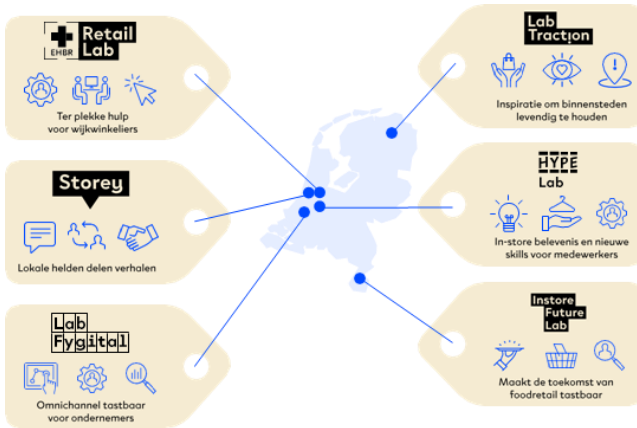 EHBR
Retail
Lab
Ter plekke hulp
voor wijkwinkeliers
Storey
Lokale helden delen verhalen
Lab
Fygital
Omnichannel tastbaar
voor ondernemers
Lab
Traction
Inspiratie om binnensteden
levendig te houden
HYPE
Lab
In-store belevenis en nieuwe
skills voor medewerkers
Instore
Future
Lab
Maakt de toekomst van
foodretail tastbaar